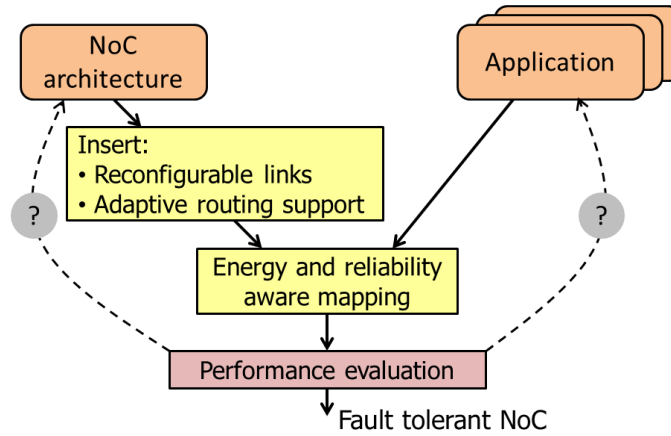 NoC
architecture
Application
Insert:
• Reconfigurable links
• Adaptive routing support
?
?
Energy and reliability
aware mapping
Performance evaluation
Fault tolerant NoC